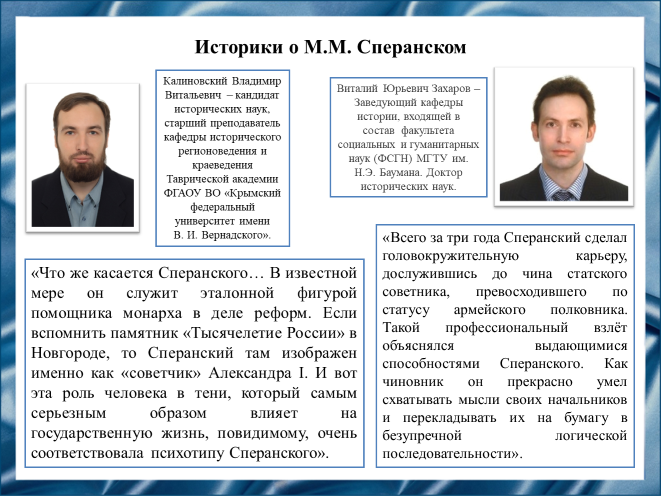 Историки о М.М. Сперанском
Калиновский Владимир
Витальевич – кандидат
исторических наук,
старший преподаватель
кафедры исторического
регионоведения и
краеведения
Таврической академии
ФГАОУ ВО «Крымский
федеральный
университет имени
В. И. Вернадского».
Виталий Юрьевич Захаров –
Заведующий кафедры
истории, входящей в
состав факультета
социальных и гуманитарных
наук (ФСГН) МГТУ им.
Н.Э. Баумана. Доктор
исторических наук.
«Что же касается Сперанского… В известной
мере он служит эталонной фигурой
помощника монарха в деле реформ. Если
вспомнить памятник «Тысячелетие России» в
Новгороде, то Сперанский там изображен
именно как «советчик» Александра I. И вот
эта роль человека в тени, который самым
серьезным образом влияет на
государственную жизнь, повидимому, очень
соответствовала психотипу Сперанского».
«Всего за три года Сперанский сделал
головокружительную карьеру,
дослужившись до чина статского
советника, превосходившего по
статусу армейского полковника.
Такой профессиональный взлёт
объяснялся выдающимися
способностями Сперанского. Как
чиновник он прекрасно умел
схватывать мысли своих начальников
и перекладывать их на бумагу в
безупречной логической
последовательности».